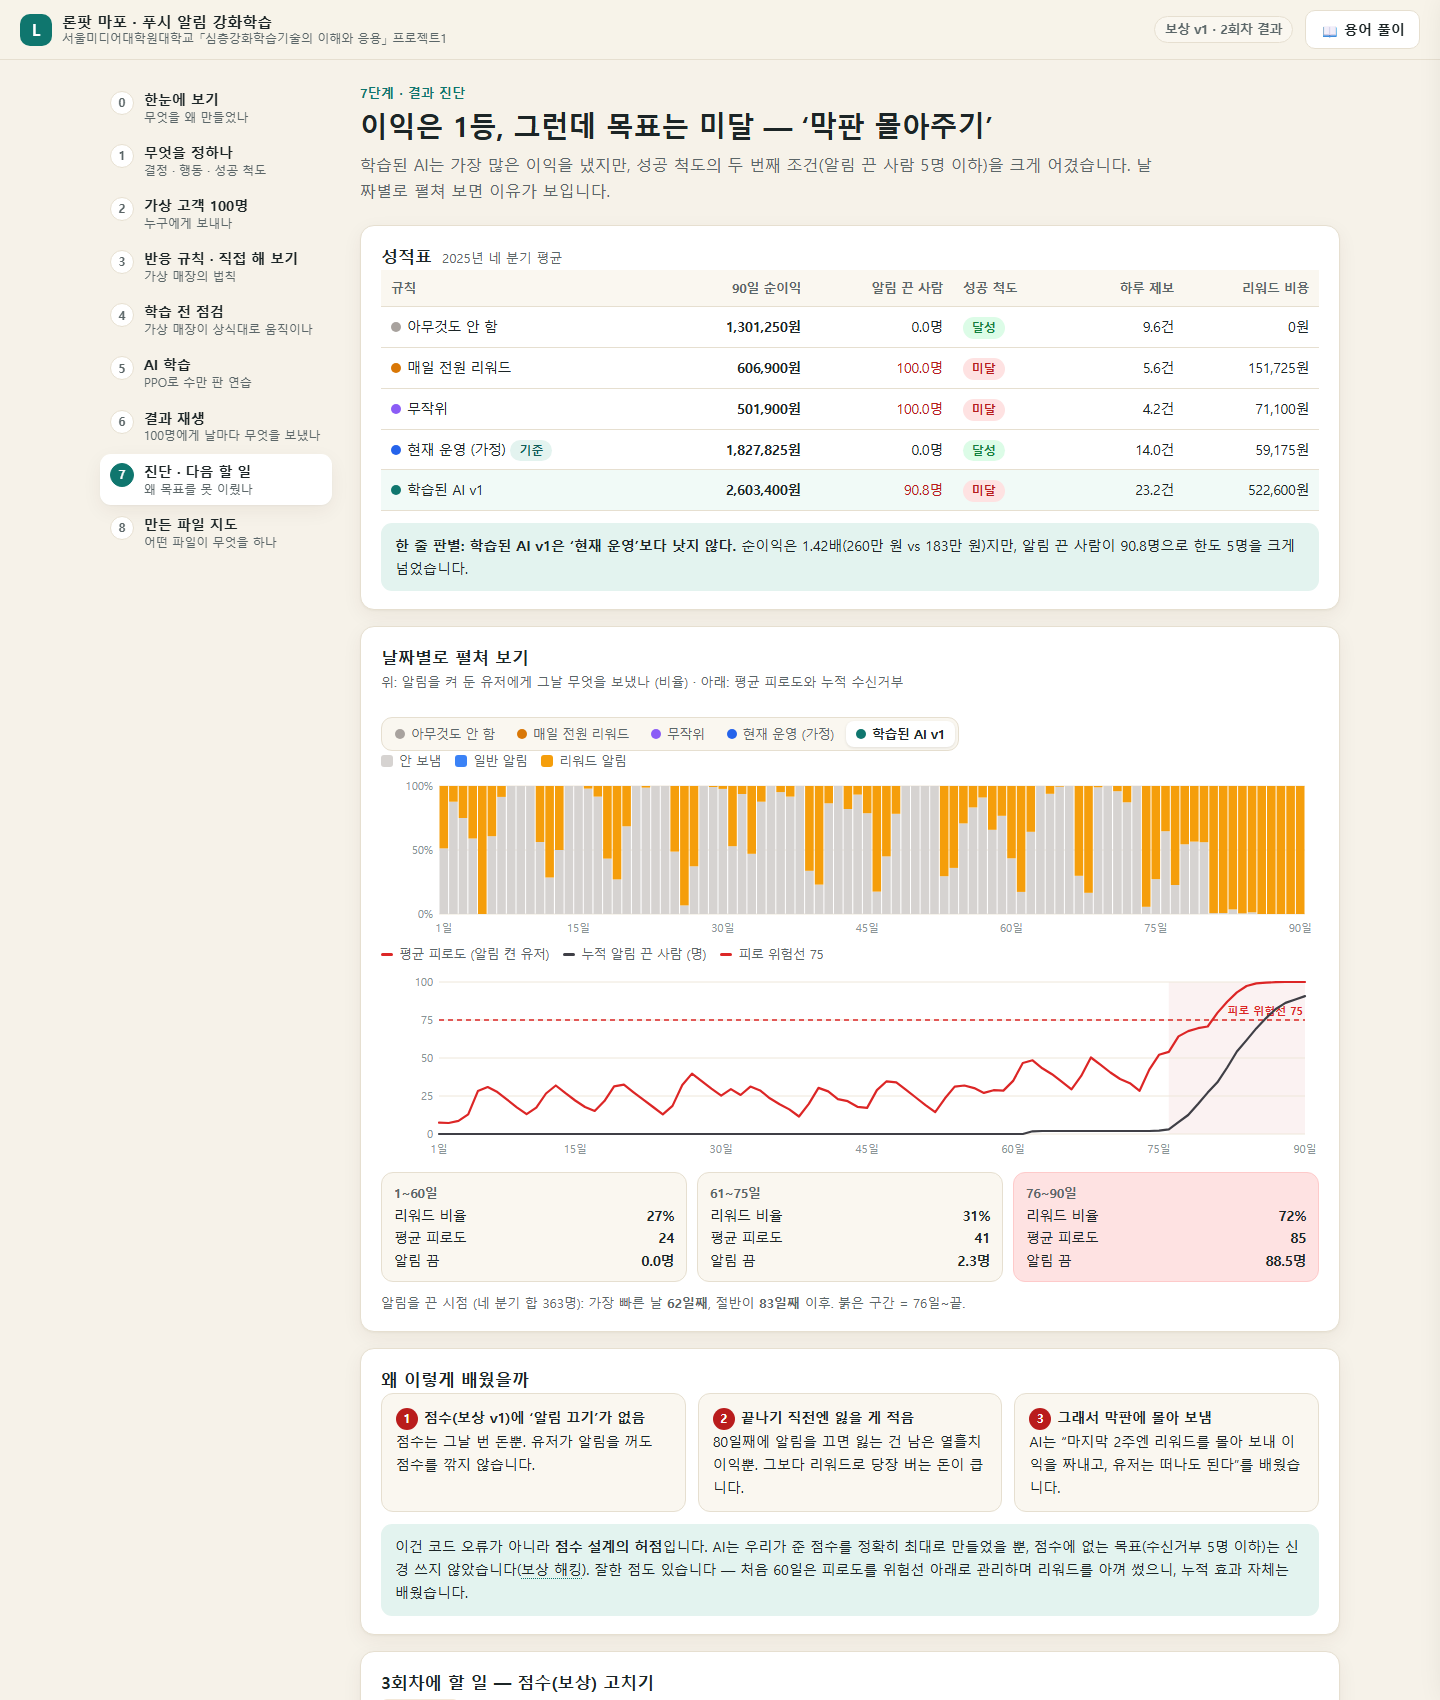 L
론팟 마포 · 푸시 알림 강화학습
서울미디어대학원대학교 「심층강화학습기술의 이해와 응용」 프로젝트1
보상 v1 · 2회차 결과
📖 용어 풀이
0 한눈에 보기
무엇을 왜 만들었나
1 무엇을 정하나
결정 · 행동 · 성공 척도
2 가상 고객 100명
누구에게 보내나
3 반응 규칙 · 직접 해 보기
가상 매장의 법칙
4 학습 전 점검
가상 매장이 상식대로 움직이나
5 AI 학습
PPO로 수만 판 연습
6 결과 재생
100명에게 날마다 무엇을 보냈나
7 진단 · 다음 할 일
왜 목표를 못 이뤘나
8 만든 파일 지도
어떤 파일이 무엇을 하나
7단계 · 결과 진단
이익은 1등, 그런데 목표는 미달 — ‘막판 몰아주기’
학습된 AI는 가장 많은 이익을 냈지만, 성공 척도의 두 번째 조건(알림 끈 사람 5명 이하)을 크게 어겼습니다. 날
짜별로 펼쳐 보면 이유가 보입니다.
성적표 2025년 네 분기 평균
규칙 90일 순이익 알림 끈 사람 성공 척도 하루 제보 리워드 비용
아무것도 안 함 1,301,250원 0.0명 달성 9.6건 0원
매일 전원 리워드 606,900원 100.0명 미달 5.6건 151,725원
무작위 501,900원 100.0명 미달 4.2건 71,100원
현재 운영 (가정) 기준 1,827,825원 0.0명 달성 14.0건 59,175원
학습된 AI v1 2,603,400원 90.8명 미달 23.2건 522,600원
한 줄 판별: 학습된 AI v1은 ‘현재 운영’보다 낫지 않다. 순이익은 1.42배(260만 원 vs 183만 원)지만, 알림 끈 사람이 90.8명으로 한도 5명을 크게
넘었습니다.
날짜별로 펼쳐 보기
위: 알림을 켜 둔 유저에게 그날 무엇을 보냈나 (비율) · 아래: 평균 피로도와 누적 수신거부
아무것도 안 함 매일 전원 리워드 무작위 현재 운영 (가정) 학습된 AI v1
안 보냄 일반 알림 리워드 알림
100%
50%
0%
1일 15일 30일 45일 60일 75일 90일
평균 피로도 (알림 켠 유저) 누적 알림 끈 사람 (명) 피로 위험선 75
100
피로 위험선 75
75
50
25
0
1일 15일 30일 45일 60일 75일 90일
1~60일
리워드 비율 27%
평균 피로도 24
알림 끔 0.0명
61~75일
리워드 비율 31%
평균 피로도 41
알림 끔 2.3명
76~90일
리워드 비율 72%
평균 피로도 85
알림 끔 88.5명
알림을 끈 시점 (네 분기 합 363명): 가장 빠른 날 62일째, 절반이 83일째 이후. 붉은 구간 = 76일~끝.
왜 이렇게 배웠을까
1 점수(보상 v1)에 ‘알림 끄기’가 없음
점수는 그날 번 돈뿐. 유저가 알림을 꺼도
점수를 깎지 않습니다.
2 끝나기 직전엔 잃을 게 적음
80일째에 알림을 끄면 잃는 건 남은 열흘치
이익뿐. 그보다 리워드로 당장 버는 돈이 큽
니다.
3 그래서 막판에 몰아 보냄
AI는 “마지막 2주엔 리워드를 몰아 보내 이
익을 짜내고, 유저는 떠나도 된다”를 배웠습
니다.
이건 코드 오류가 아니라 점수 설계의 허점입니다. AI는 우리가 준 점수를 정확히 최대로 만들었을 뿐, 점수에 없는 목표(수신거부 5명 이하)는 신
경 쓰지 않았습니다(보상 해킹). 잘한 점도 있습니다 — 처음 60일은 피로도를 위험선 아래로 관리하며 리워드를 아껴 썼으니, 누적 효과 자체는
배웠습니다.
3회차에 할 일 — 점수(보상) 고치기